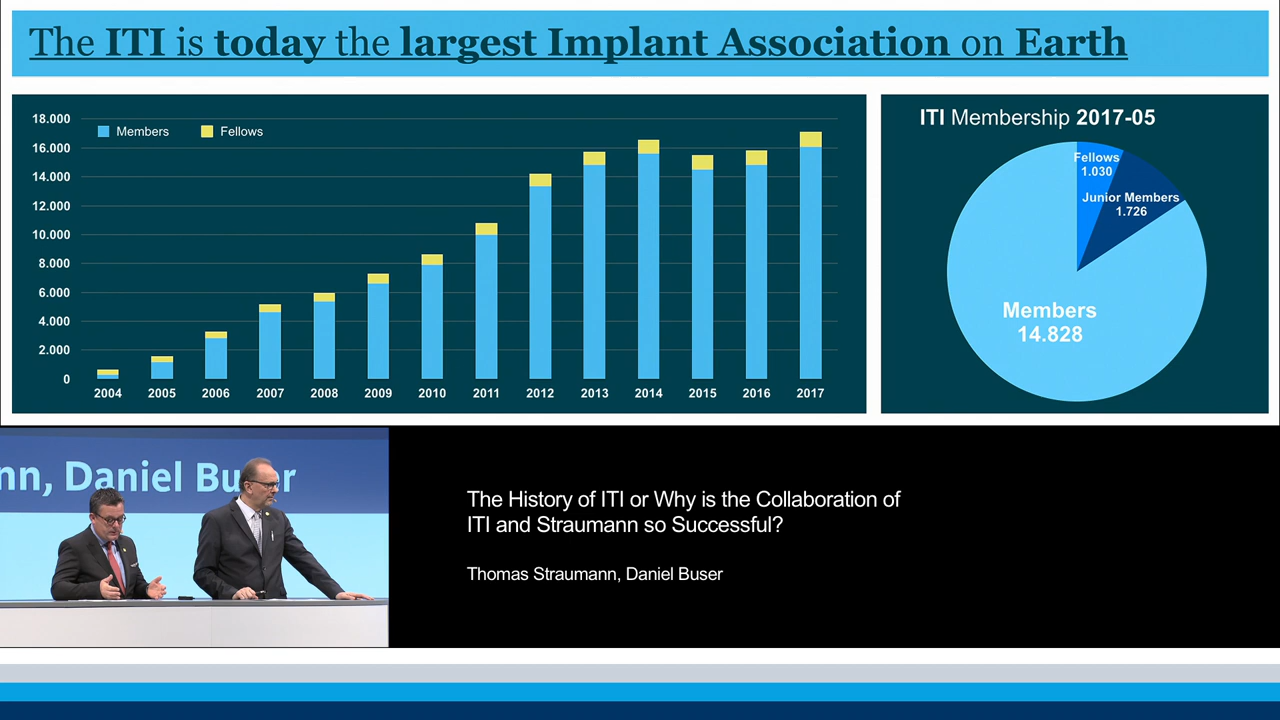 The ITI is today the largest Implant Association on Earth
Members
Fellows
18.000
16.000
14.000
12.000
10.000
8.000
6.000
4.000
2.000
0
2004 2005 2006 2007 2008 2009 2010 2011 2012 2013 2014 2015 2016 2017
ITI Membership 2017-05
Fellows
1.030
Junior Members
1.726
Members
14.828
nn, Daniel Buser
The History of ITI or Why is the Collaboration of
ITI and Straumann so Successful?
Thomas Straumann, Daniel Buser